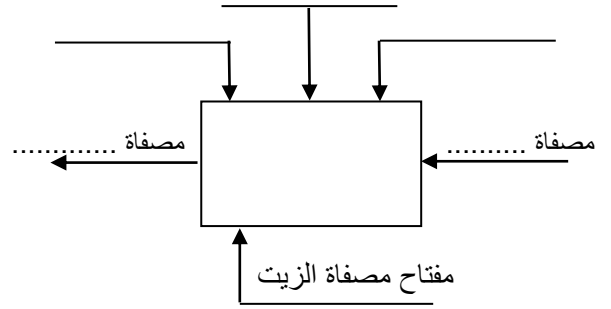 مصفاة ..........
مصفاة .............
مفتاح مصفاة الزيت